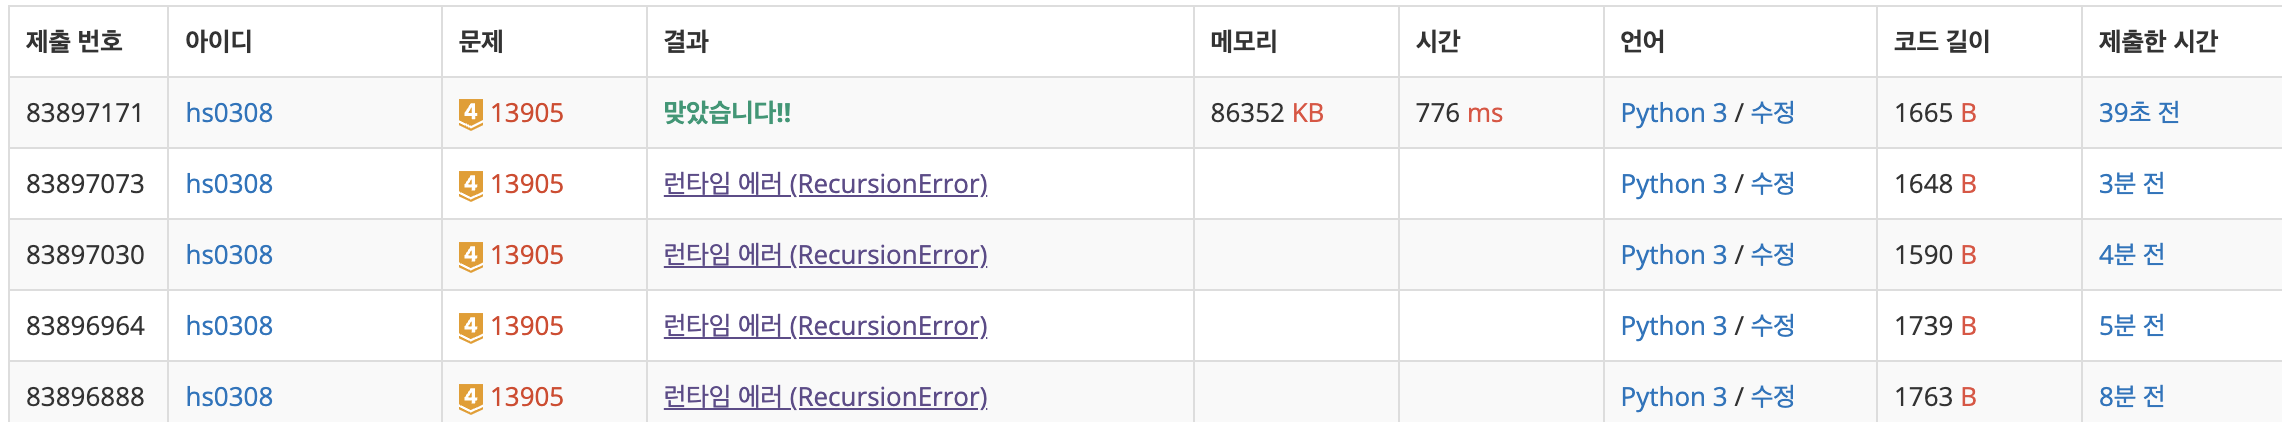 제출 번호 아이디 문제 결과 메모리 시간 언어 코드 길이 제출한 시간
83897171 hs0308 4 13905 맞았습니다!! 86352 KB 776 ms Python 3 / 수정 1665 B 39초 전
83897073 hs0308 4 13905 런타임 에러 (RecursionError) Python 3 / 수정 1648 B 3분 전
83897030 hs0308 4 13905 런타임 에러 (RecursionError) Python 3 / 수정 1590 B 4분 전
83896964 hs0308 4 13905 런타임 에러 (RecursionError) Python 3 / 수정 1739 B 5분 전
83896888 hs0308 4 13905 런타임 에러 (RecursionError) Python 3 / 수정 1763 B 8분 전